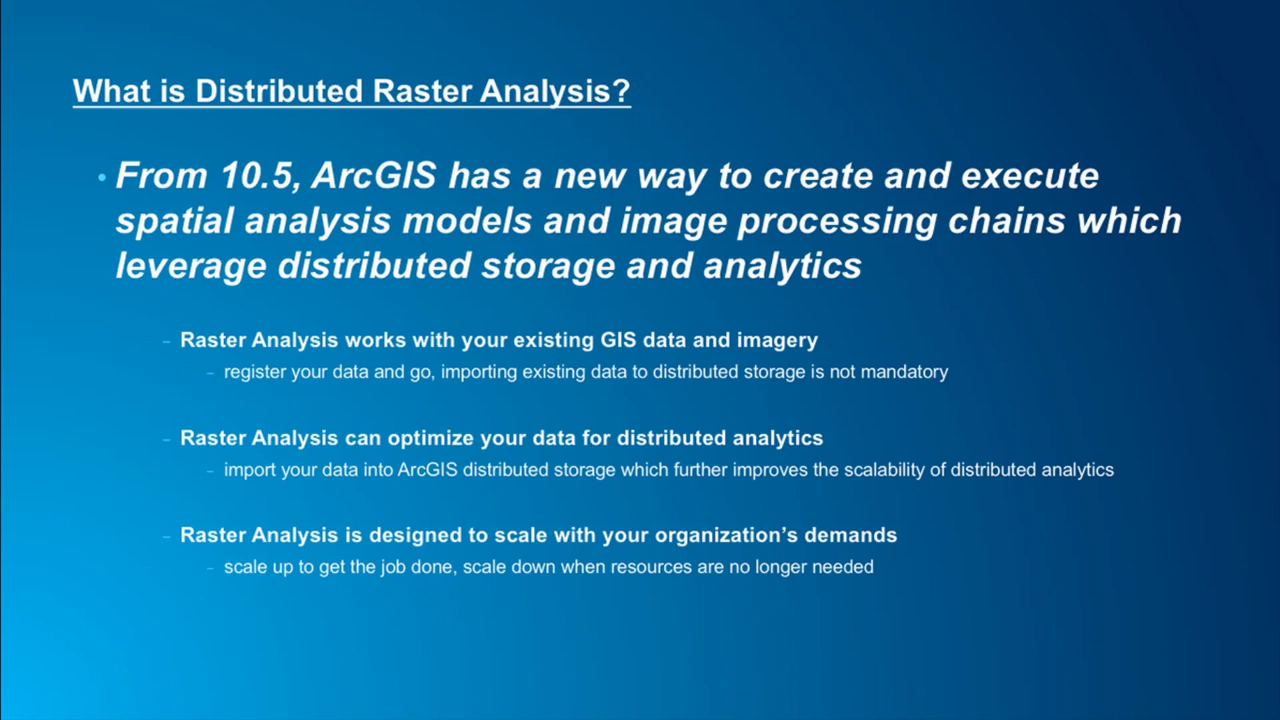 What is Distributed Raster Analysis?
• From 10.5, ArcGIS has a new way to create and execute
spatial analysis models and image processing chains which
leverage distributed storage and analytics
– Raster Analysis works with your existing GIS data and imagery
– register your data and go, importing existing data to distributed storage is not mandatory
– Raster Analysis can optimize your data for distributed analytics
– import your data into ArcGIS distributed storage which further improves the scalability of distributed analytics
– Raster Analysis is designed to scale with your organization’s demands
– scale up to get the job done, scale down when resources are no longer needed